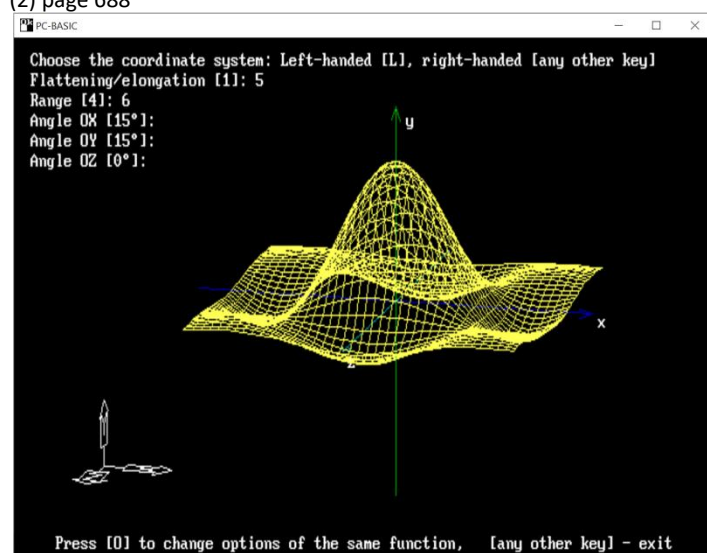 (2) page 688
PC-BASIC
Choose the coordinate system: Left-handed [L], right-handed [any other key]
Flattening/elongation [1]: 5
Range [4]: 6
Angle OX [15°]:
Angle OY [15°]:
Angle OZ [0°]:
y
x
z
Press [O] to change options of the same function, [any other key] - exit